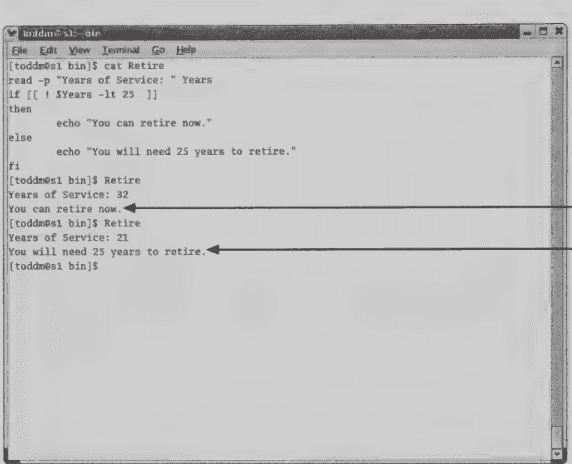 toddm@s1:~bin
File Edit View Terminal Go Help
[toddm@s1 bin]$ cat Retire
read -p "Years of Service: " Years
if [[ ! $Years -lt 25  ]]
then
        echo "You can retire now."
else
        echo "You will need 25 years to retire."
fi
[toddm@s1 bin]$ Retire
Years of Service: 32
You can retire now.
[toddm@s1 bin]$ Retire
Years of Service: 21
You will need 25 years to retire.
[toddm@s1 bin]$